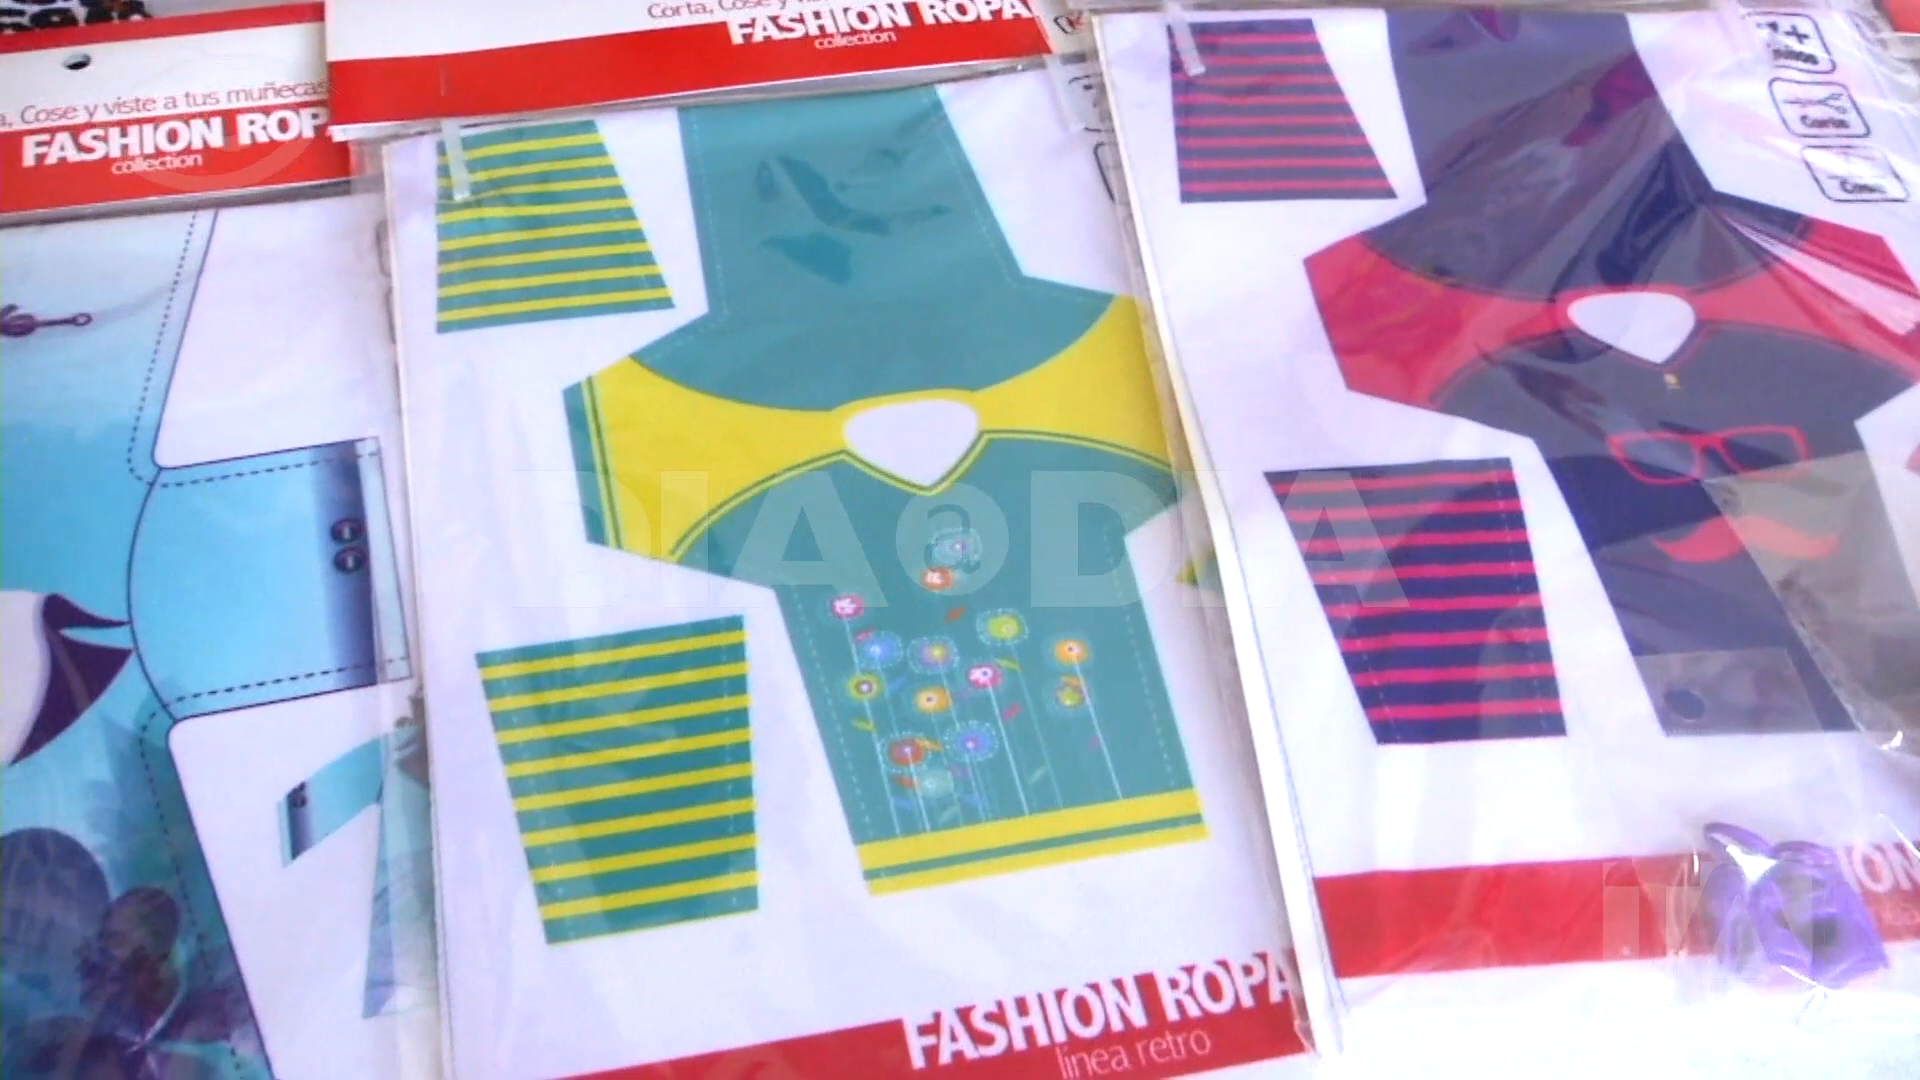 , Cose y viste a tus muñecas
FASHION ROPA
collection
Corta, Cose y
FASHION ROPA
collection
Corta
Cose
DIA@DIA
FASHION ROPA
línea retro